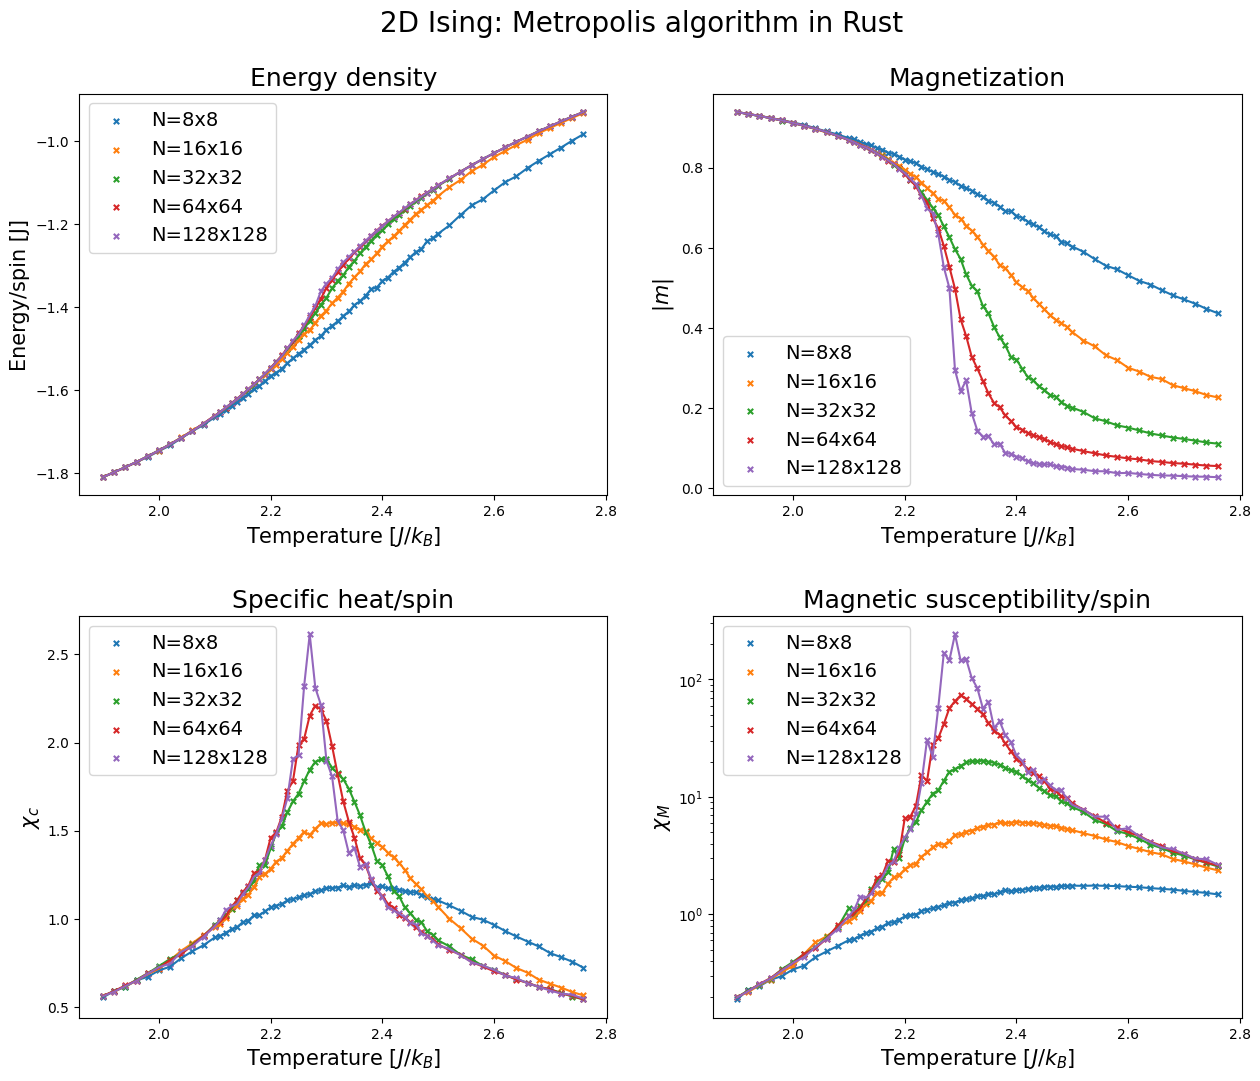 2D Ising: Metropolis algorithm in Rust
Energy density
N=8x8
N=16x16
N=32x32
N=64x64
N=128x128
Energy/spin [J]
−1.0
−1.2
−1.4
−1.6
−1.8
2.0 2.2 2.4 2.6 2.8
Temperature [J/k_B]
Magnetization
|m|
0.8
0.6
0.4
0.2
0.0
N=8x8
N=16x16
N=32x32
N=64x64
N=128x128
2.0 2.2 2.4 2.6 2.8
Temperature [J/k_B]
Specific heat/spin
N=8x8
N=16x16
N=32x32
N=64x64
N=128x128
χ_c
2.5
2.0
1.5
1.0
0.5
2.0 2.2 2.4 2.6 2.8
Temperature [J/k_B]
Magnetic susceptibility/spin
N=8x8
N=16x16
N=32x32
N=64x64
N=128x128
χ_M
10²
10¹
10⁰
2.0 2.2 2.4 2.6 2.8
Temperature [J/k_B]